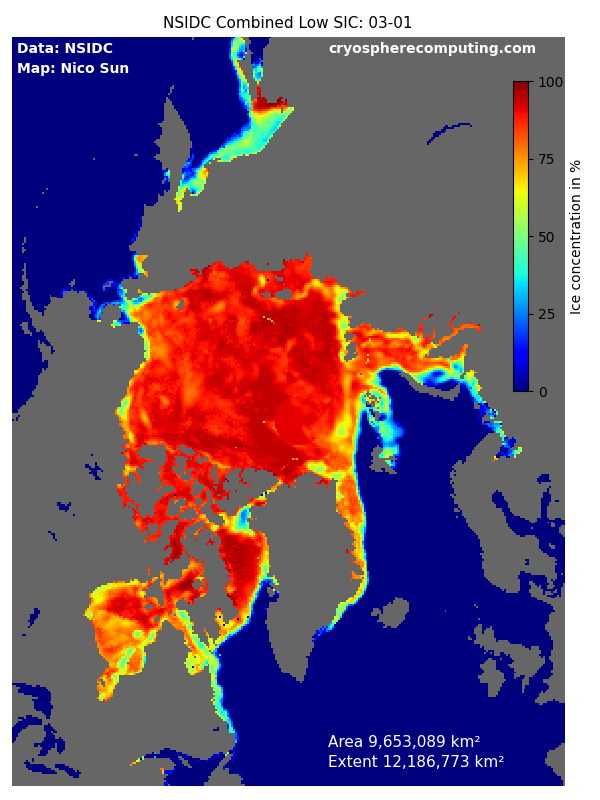 NSIDC Combined Low SIC: 03-01
Data: NSIDC
Map: Nico Sun
cryospherecomputing.com
100
75
50
25
0
Ice concentration in %
Area 9,653,089 km²
Extent 12,186,773 km²